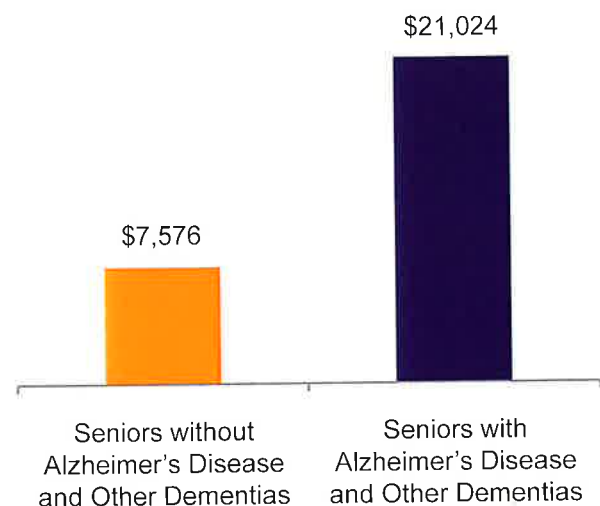 $21,024
$7,576
Seniors without
Alzheimer's Disease
and Other Dementias
Seniors with
Alzheimer's Disease
and Other Dementias